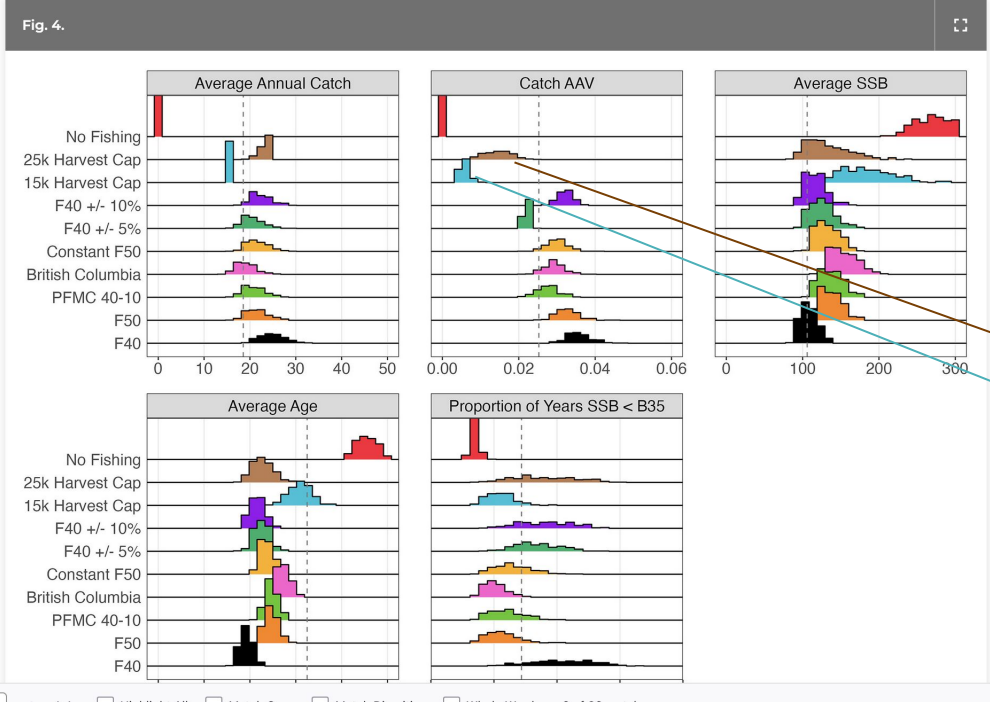 Fig. 4.
Average Annual Catch
Catch AAV
Average SSB
No Fishing
25k Harvest Cap
15k Harvest Cap
F40 +/- 10%
F40 +/- 5%
Constant F50
British Columbia
PFMC 40-10
F50
F40
0 10 20 30 40 50
0.00 0.02 0.04 0.06
0 100 200 300
Average Age
Proportion of Years SSB < B35
No Fishing
25k Harvest Cap
15k Harvest Cap
F40 +/- 10%
F40 +/- 5%
Constant F50
British Columbia
PFMC 40-10
F50
F40